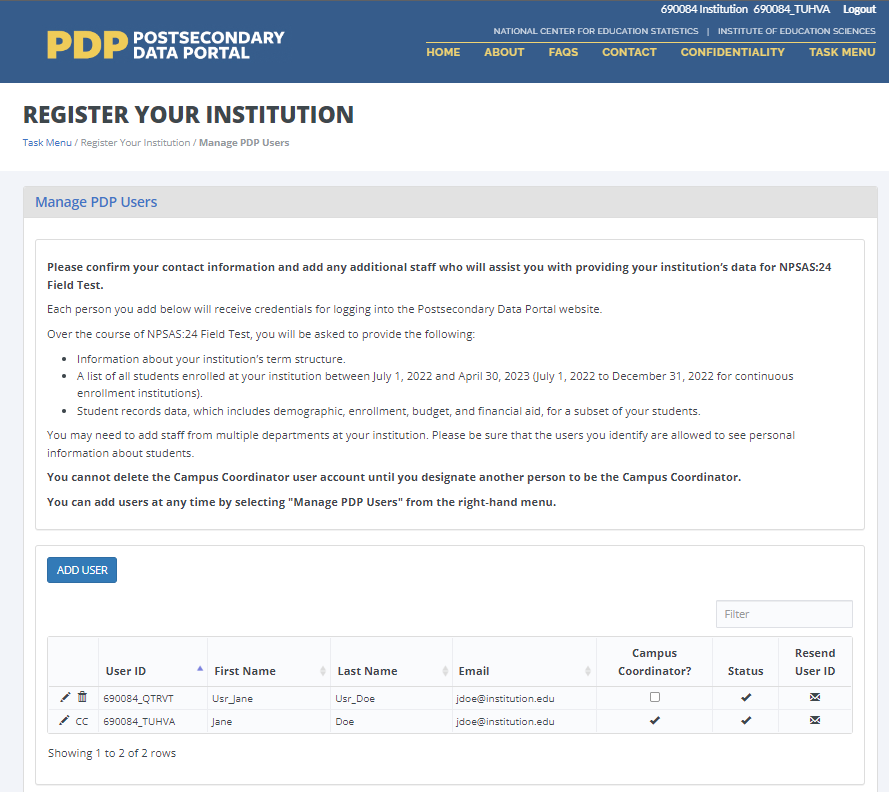 690084 Institution 690084_TUHVA Logout
PDP POSTSECONDARY DATA PORTAL
NATIONAL CENTER FOR EDUCATION STATISTICS | INSTITUTE OF EDUCATION SCIENCES
HOME ABOUT FAQS CONTACT CONFIDENTIALITY TASK MENU
REGISTER YOUR INSTITUTION
Task Menu / Register Your Institution / Manage PDP Users
Manage PDP Users
Please confirm your contact information and add any additional staff who will assist you with providing your institution's data for NPSAS:24
Field Test.
Each person you add below will receive credentials for logging into the Postsecondary Data Portal website.
Over the course of NPSAS:24 Field Test, you will be asked to provide the following:
• Information about your institution's term structure.
• A list of all students enrolled at your institution between July 1, 2022 and April 30, 2023 (July 1, 2022 to December 31, 2022 for continuous
enrollment institutions).
• Student records data, which includes demographic, enrollment, budget, and financial aid, for a subset of your students.
You may need to add staff from multiple departments at your institution. Please be sure that the users you identify are allowed to see personal
information about students.
You cannot delete the Campus Coordinator user account until you designate another person to be the Campus Coordinator.
You can add users at any time by selecting "Manage PDP Users" from the right-hand menu.
ADD USER
Filter
User ID First Name Last Name Email Campus Coordinator? Status Resend User ID
690084_QTRVT Usr_Jane Usr_Doe jdoe@institution.edu
CC 690084_TUHVA Jane Doe jdoe@institution.edu
Showing 1 to 2 of 2 rows